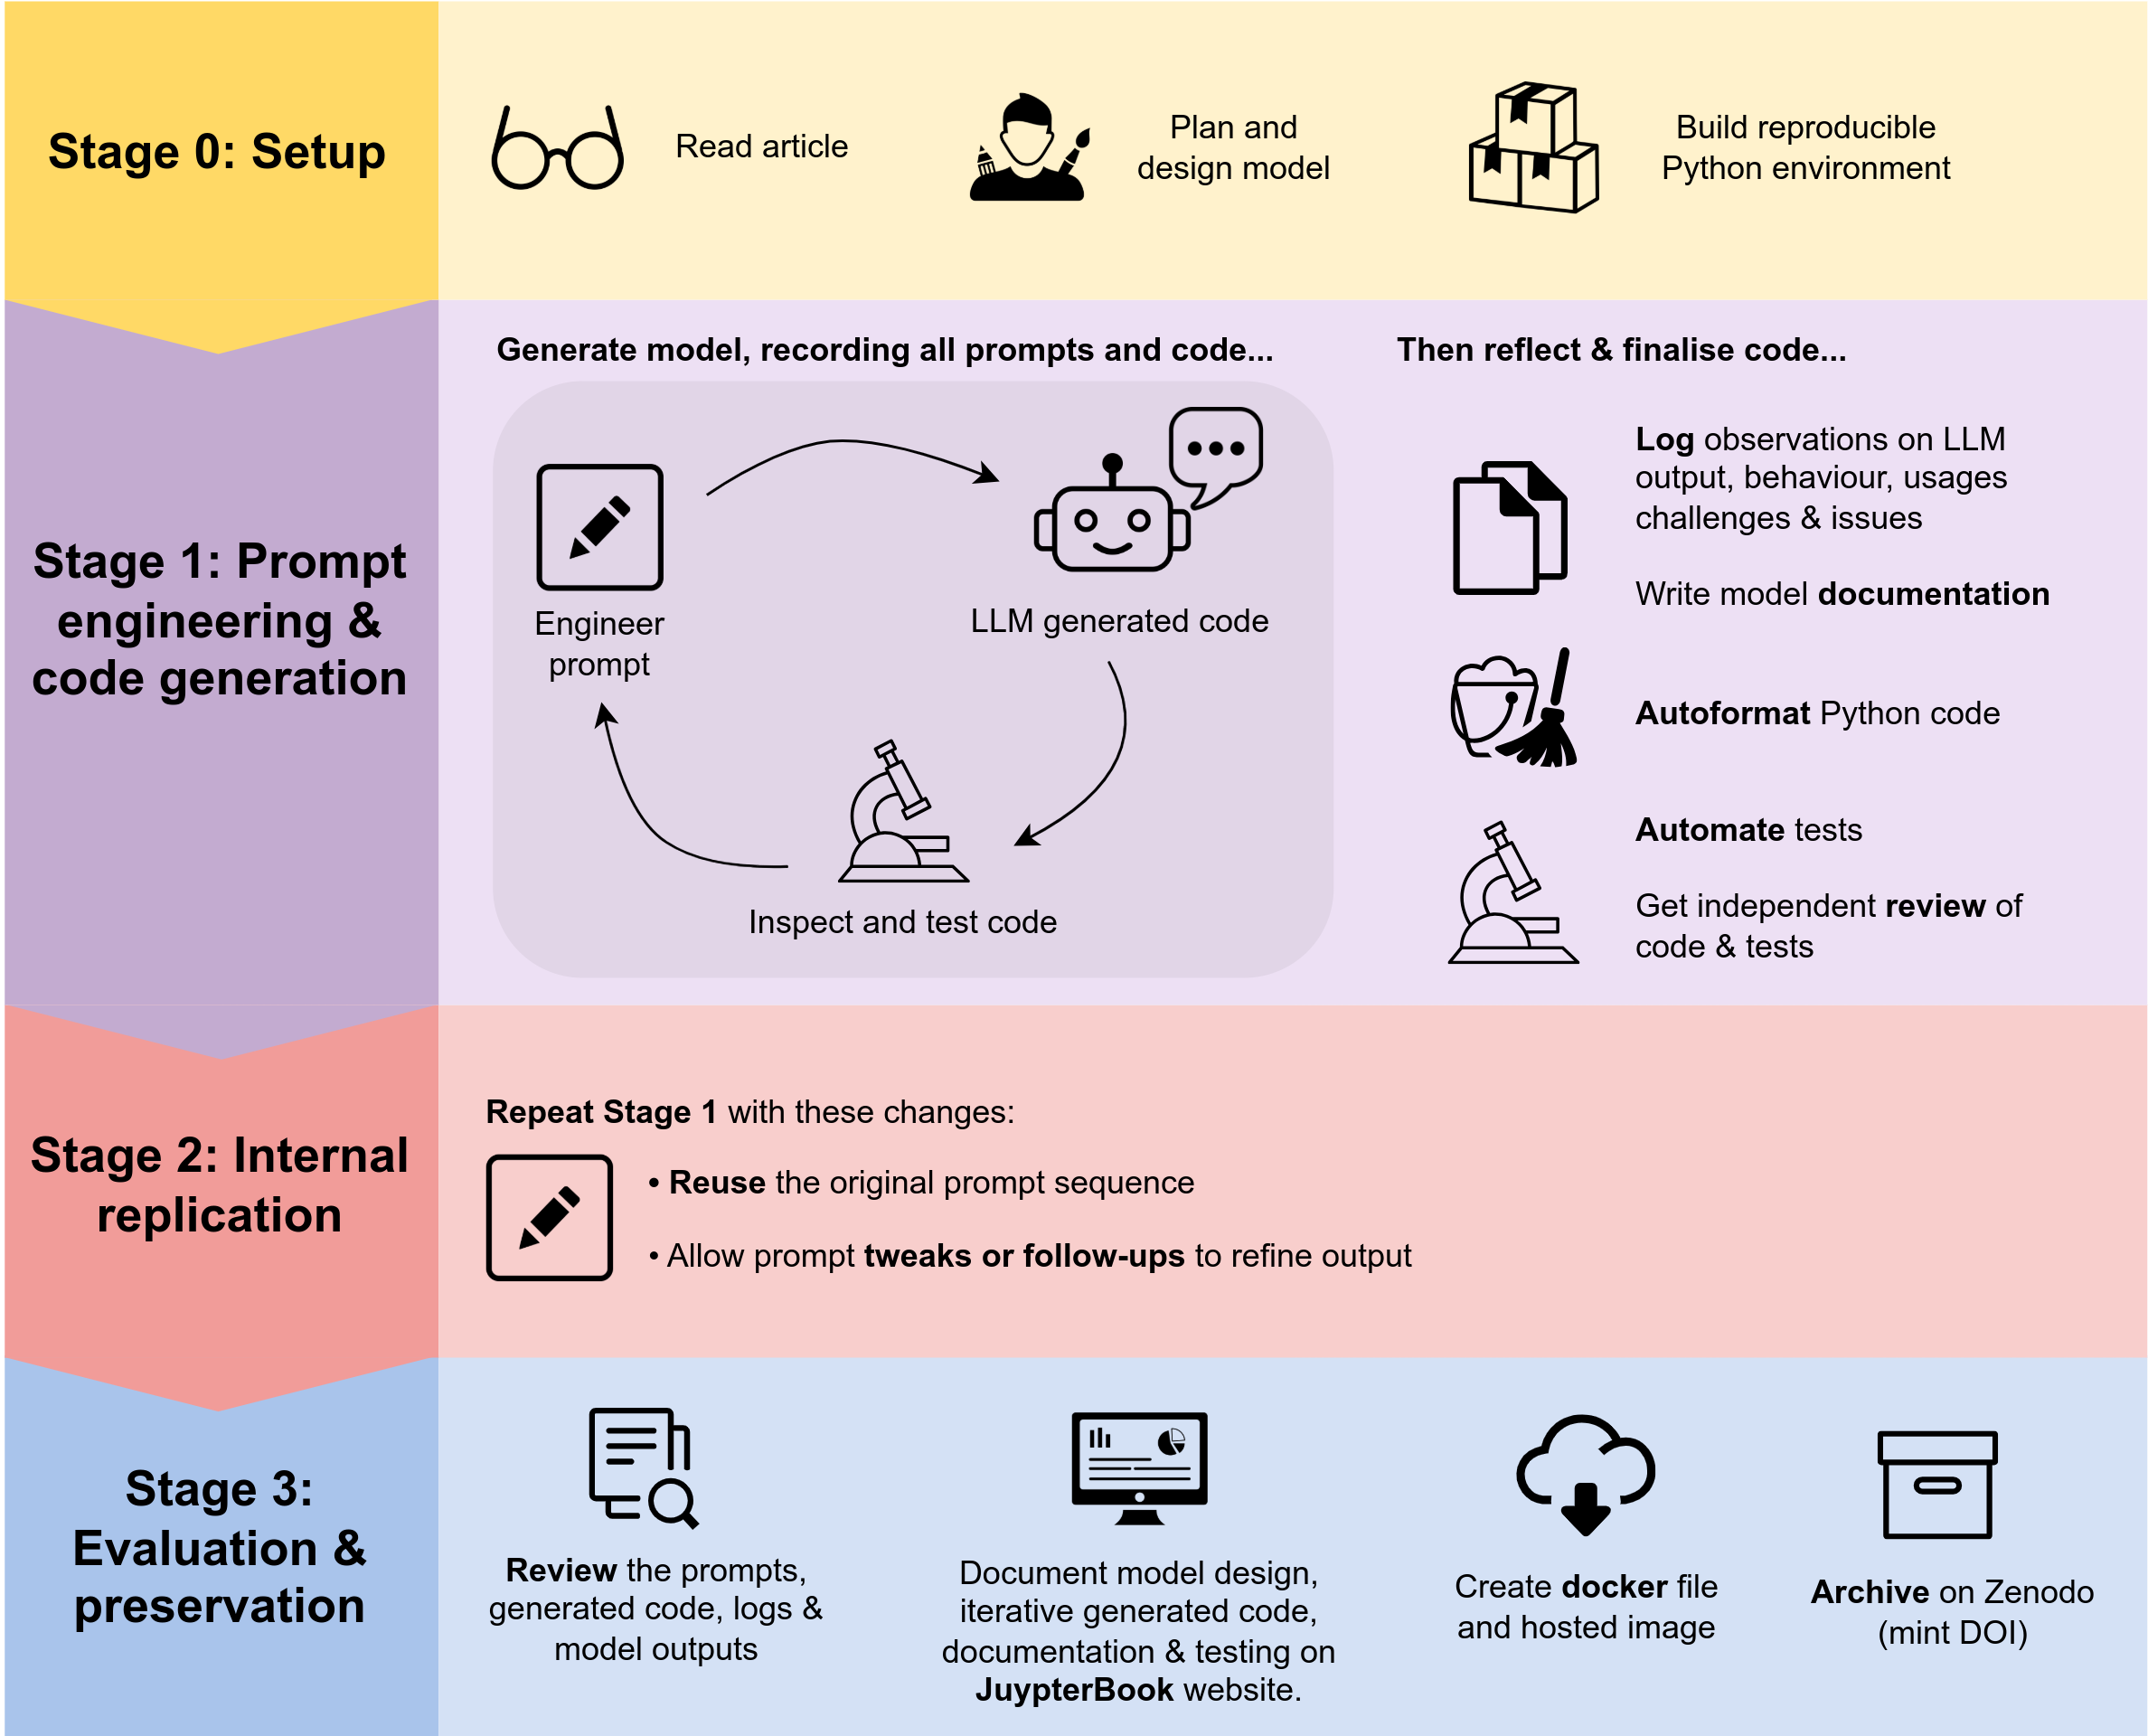 Stage 0: Setup
Read article
Plan and
design model
Build reproducible
Python environment
Stage 1: Prompt
engineering &
code generation
Generate model, recording all prompts and code...
Engineer
prompt
LLM generated code
Inspect and test code
Then reflect & finalise code...
Log observations on LLM
output, behaviour, usages
challenges & issues
Write model documentation
Autoformat Python code
Automate tests
Get independent review of
code & tests
Stage 2: Internal
replication
Repeat Stage 1 with these changes:
• Reuse the original prompt sequence
• Allow prompt tweaks or follow-ups to refine output
Stage 3:
Evaluation &
preservation
Review the prompts,
generated code, logs &
model outputs
Document model design,
iterative generated code,
documentation & testing on
JuypterBook website.
Create docker file
and hosted image
Archive on Zenodo
(mint DOI)